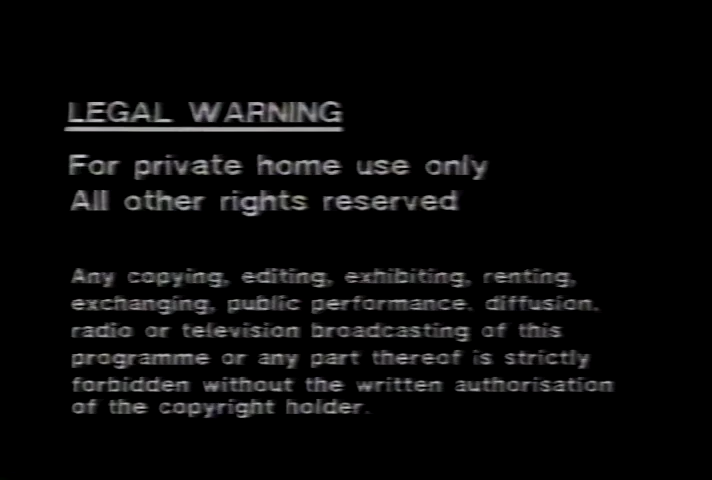 LEGAL WARNING
For private home use only
All other rights reserved
Any copying, editing, exhibiting, renting,
exchanging, public performance, diffusion,
radio or television broadcasting of this
programme or any part thereof is strictly
forbidden without the written authorisation
of the copyright holder.